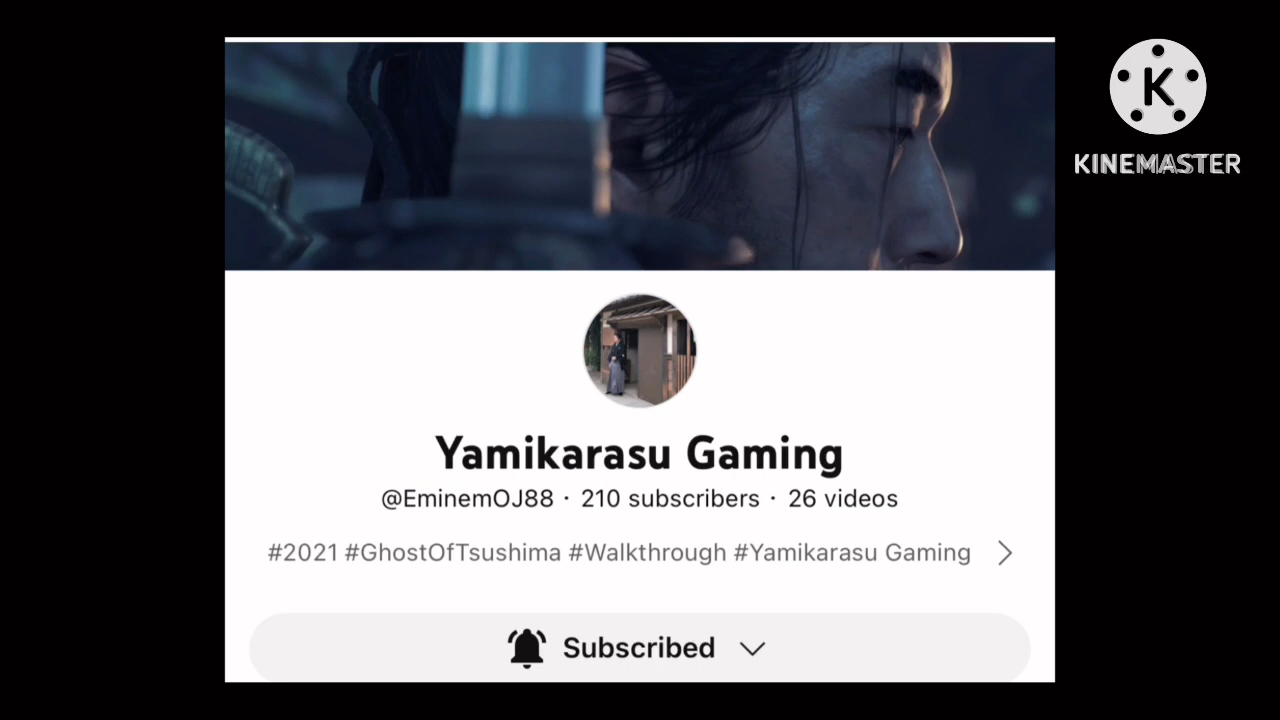 K
KINEMASTER
Yamikarasu Gaming
@EminemOJ88 · 210 subscribers · 26 videos
#2021 #GhostOfTsushima #Walkthrough #Yamikarasu Gaming
Subscribed